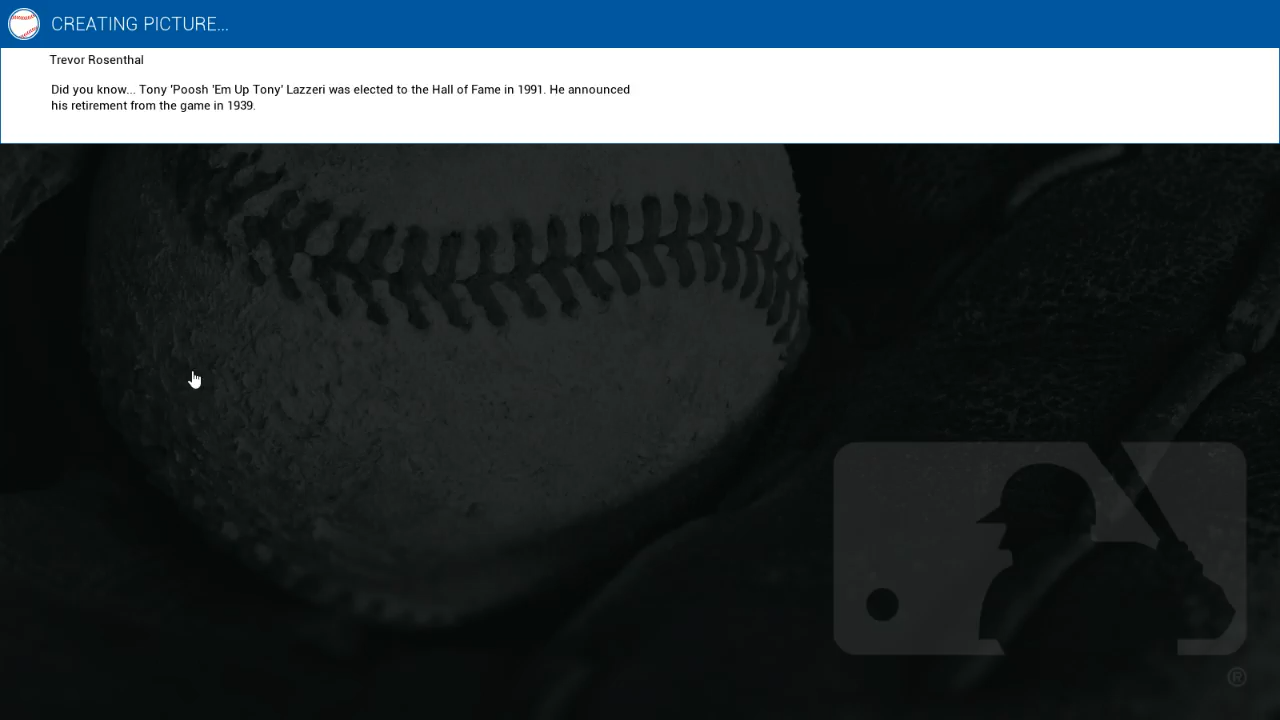 CREATING PICTURE...
Trevor Rosenthal
Did you know... Tony 'Poosh 'Em Up Tony' Lazzeri was elected to the Hall of Fame in 1991. He announced
his retirement from the game in 1939.
®